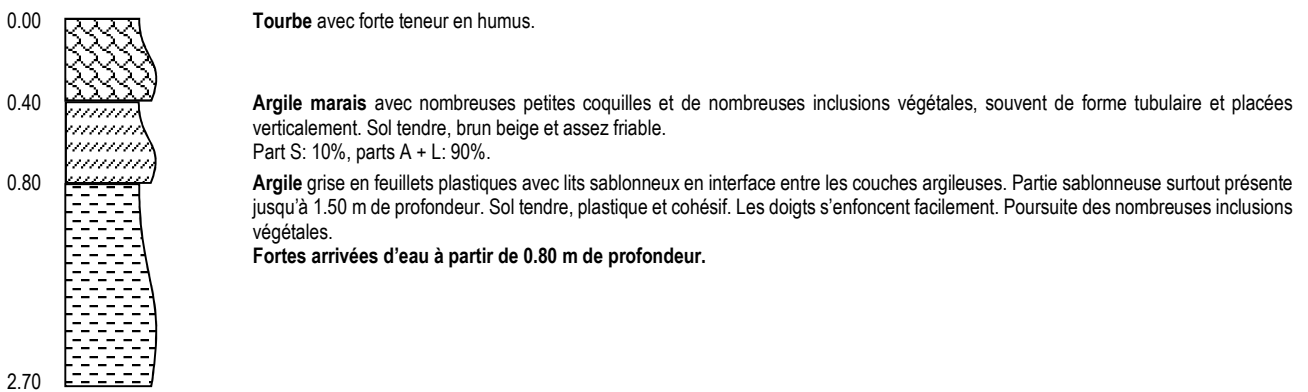 0.00 Tourbe avec forte teneur en humus.
0.40 Argile marais avec nombreuses petites coquilles et de nombreuses inclusions végétales, souvent de forme tubulaire et placées
verticalement. Sol tendre, brun beige et assez friable.
Part S: 10%, parts A + L: 90%.
0.80 Argile grise en feuillets plastiques avec lits sablonneux en interface entre les couches argileuses. Partie sablonneuse surtout présente
jusqu'à 1.50 m de profondeur. Sol tendre, plastique et cohésif. Les doigts s'enfoncent facilement. Poursuite des nombreuses inclusions
végétales.
Fortes arrivées d'eau à partir de 0.80 m de profondeur.
2.70